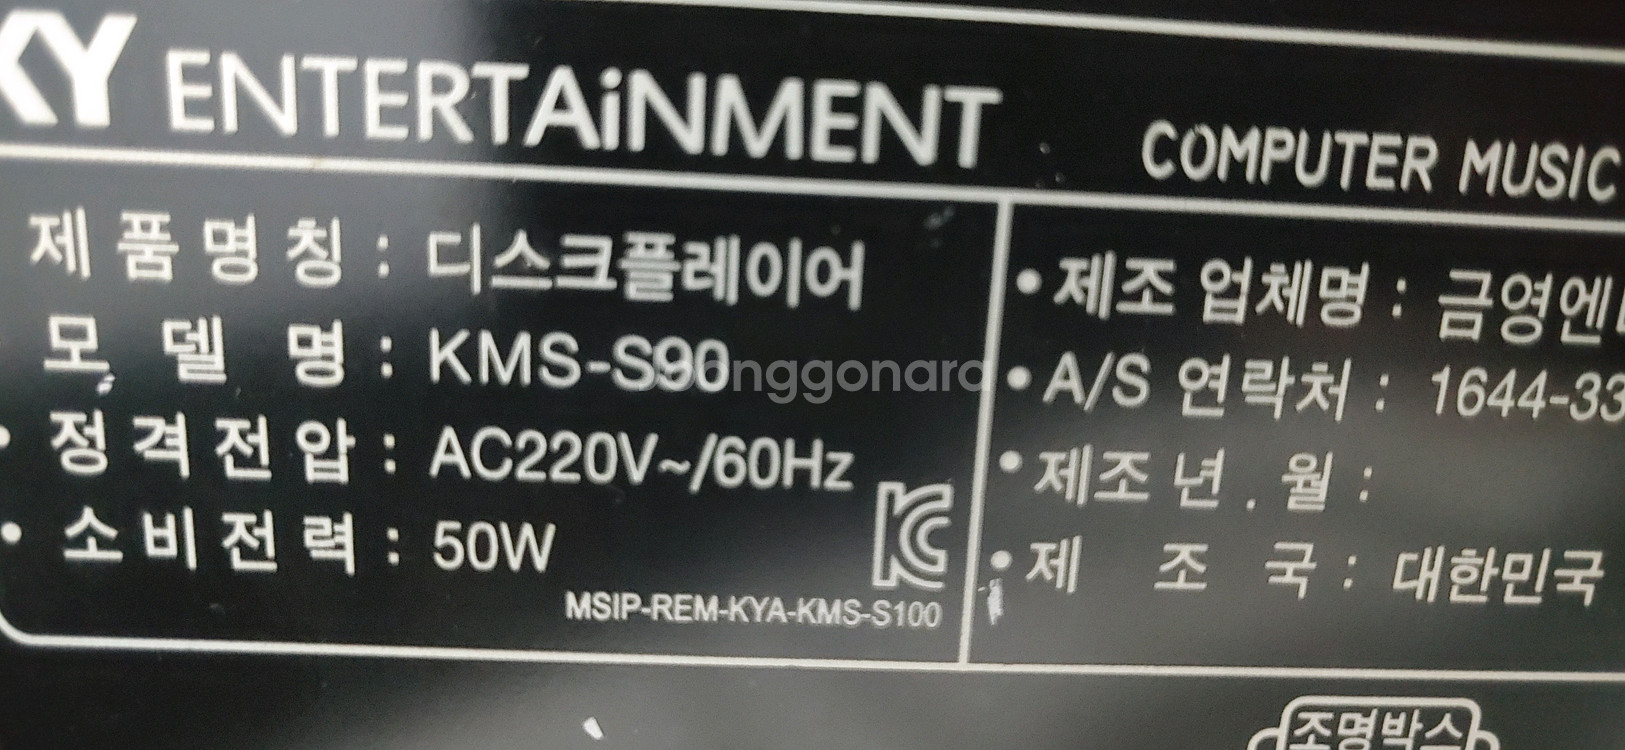 KY ENTERTAiNMENT COMPUTER MUSIC
제품명칭 : 디스크플레이어
모델명 : KMS-S90
• 정격전압 : AC220V~/60Hz
• 소비전력 : 50W
MSIP-REM-KYA-KMS-S100
• 제조 업체명 : 금영엔
• A/S 연락처 : 1644-33
• 제조년.월 :
• 제조국 : 대한민국
조명박스
joonggonara